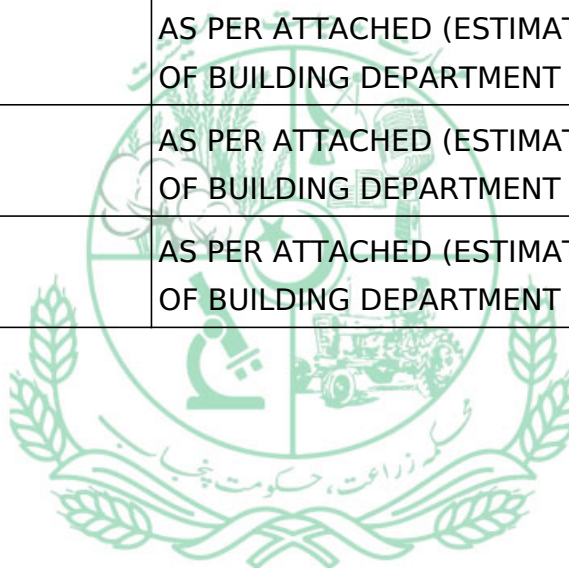 AS PER ATTACHED (ESTIMAT
OF BUILDING DEPARTMENT
AS PER ATTACHED (ESTIMAT
OF BUILDING DEPARTMENT
AS PER ATTACHED (ESTIMAT
OF BUILDING DEPARTMENT
محکمہ زراعت، حکومت پنجاب